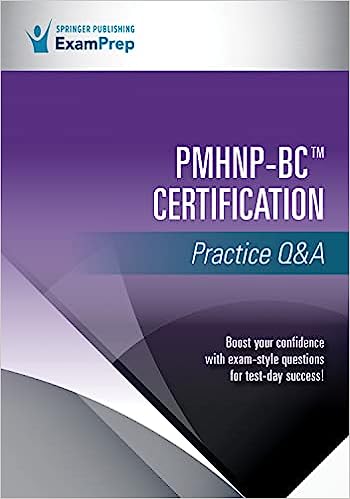 SPRINGER PUBLISHING
ExamPrep
PMHNP-BC™
CERTIFICATION
Practice Q&A
Boost your confidence
with exam-style questions
for test-day success!